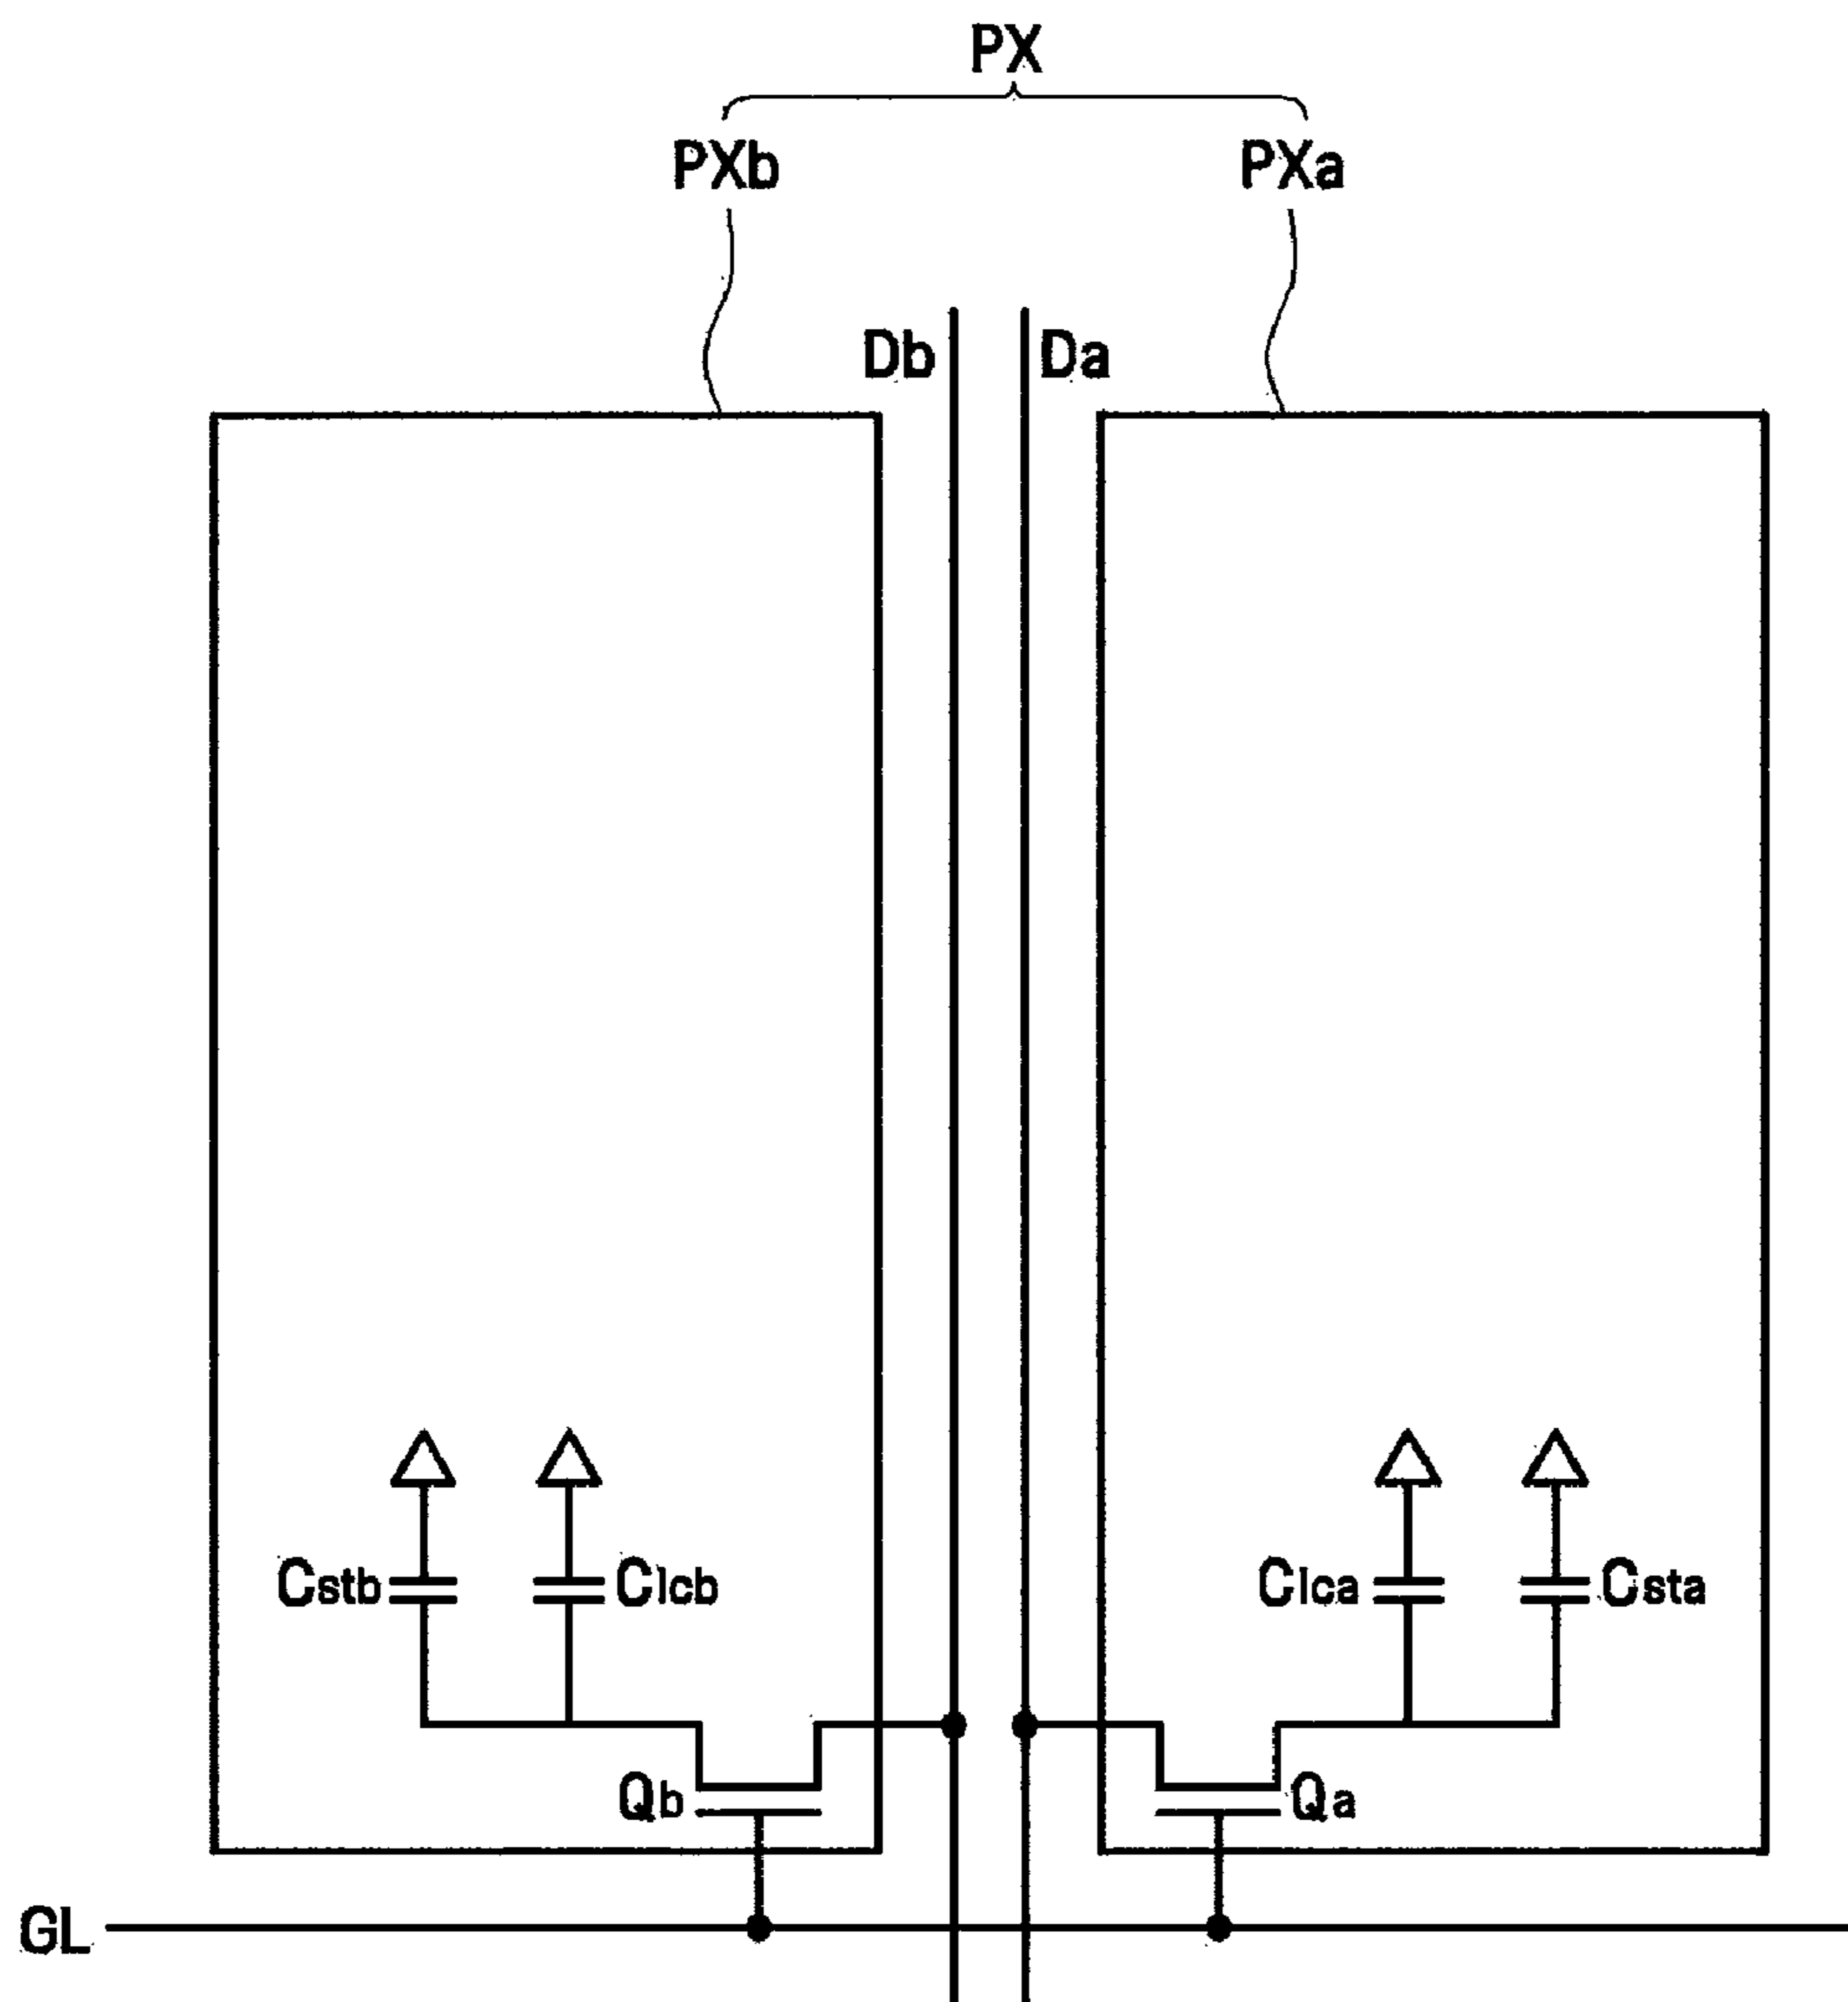 PX
PXb PXa
Db Da
Cstb Clcb Clca Csta
Qb Qa
GL